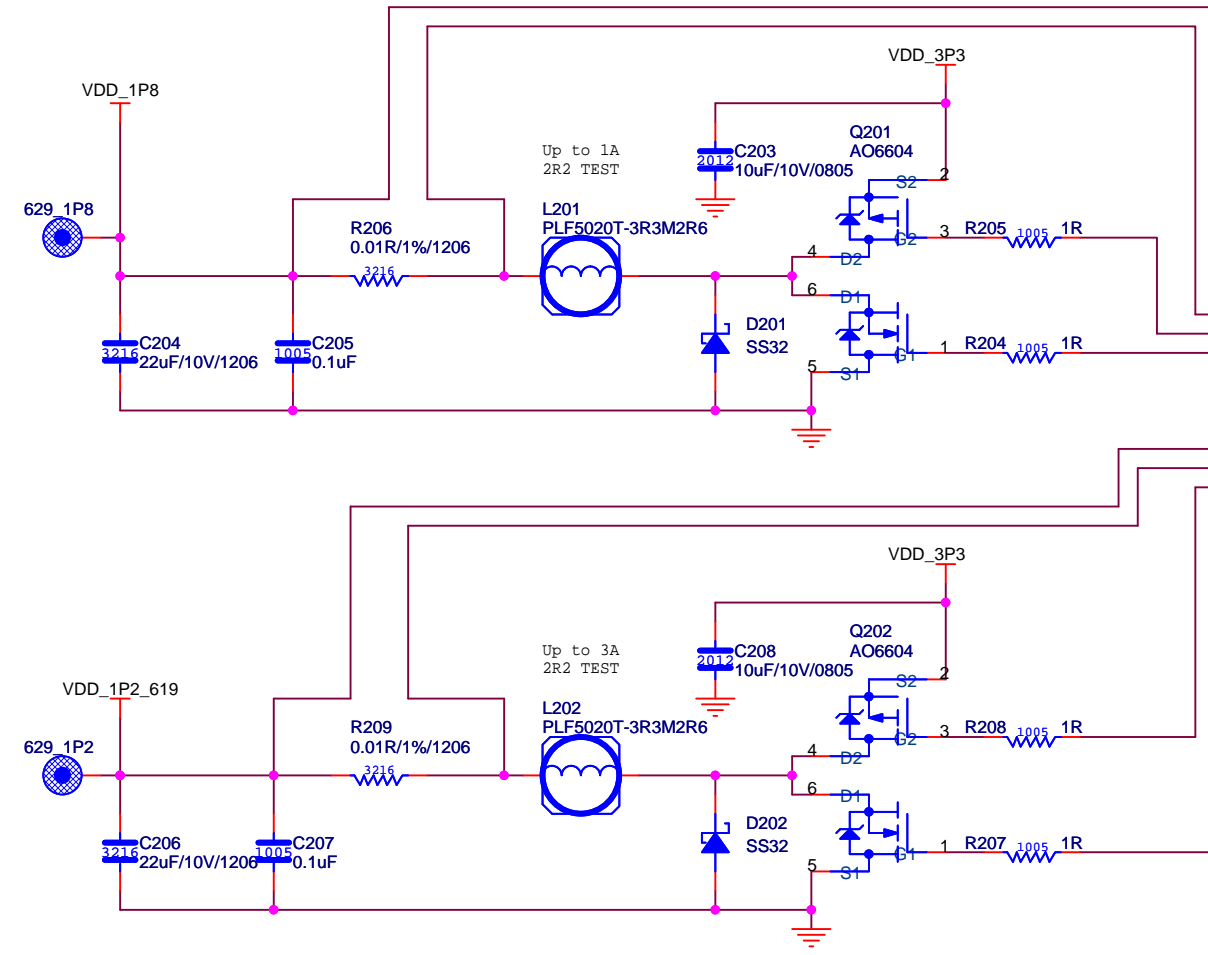 VDD_3P3
VDD_1P8
Q201
AO6604
Up to 1A
2R2 TEST
C203
2012
10uF/10V/0805
2
S2
629_1P8
L201
PLF5020T-3R3M2R6
R206
0.01R/1%/1206
3216
G2
3
R205
1005
1R
4
D2
6
D1
D201
SS32
C204
3216
22uF/10V/1206
C205
1005
0.1uF
G1
1
R204
1005
1R
5
S1
VDD_3P3
Q202
AO6604
Up to 3A
2R2 TEST
C208
2012
10uF/10V/0805
2
S2
VDD_1P2_619
L202
PLF5020T-3R3M2R6
R209
0.01R/1%/1206
3216
629_1P2
G2
3
R208
1005
1R
4
D2
6
D1
D202
SS32
C206
3216
22uF/10V/1206
C207
1005
0.1uF
G1
1
R207
1005
1R
5
S1